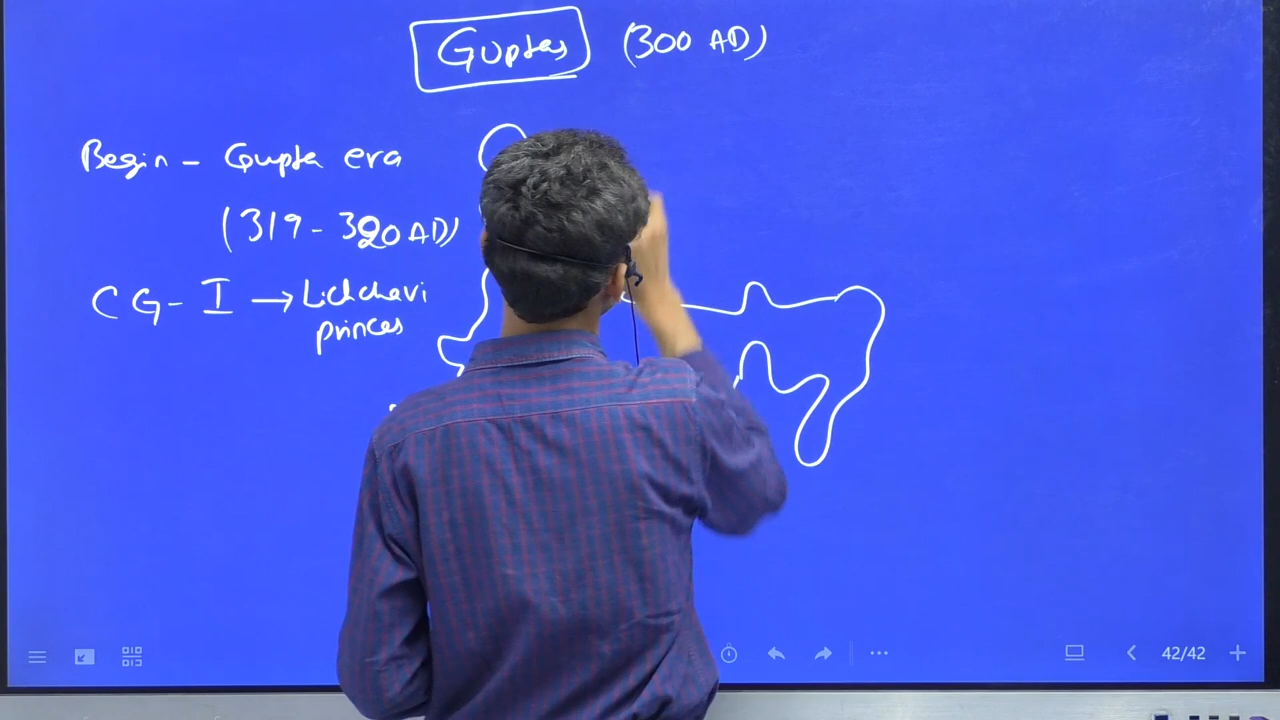 Guptas (300 AD)
Begin - Gupta era
(319 - 320 AD)
CG - I → Lichchavi
princes
42/42